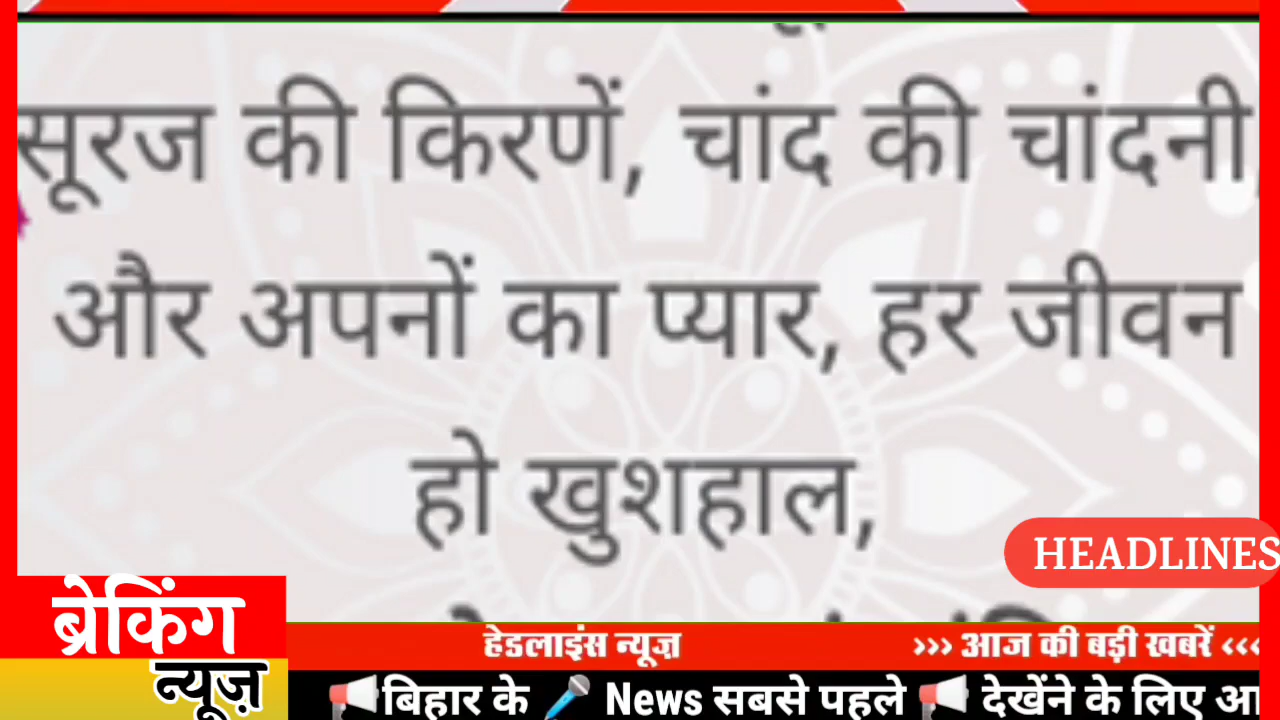 सूरज की किरणें, चांद की चांदनी,
और अपनों का प्यार, हर जीवन
हो खुशहाल,
HEADLINES
ब्रेकिंग
न्यूज़
हेडलाइंस न्यूज़ ››› आज की बड़ी खबरें ‹‹‹
📢बिहार के 🎤 News सबसे पहले 📢 देखेंने के लिए